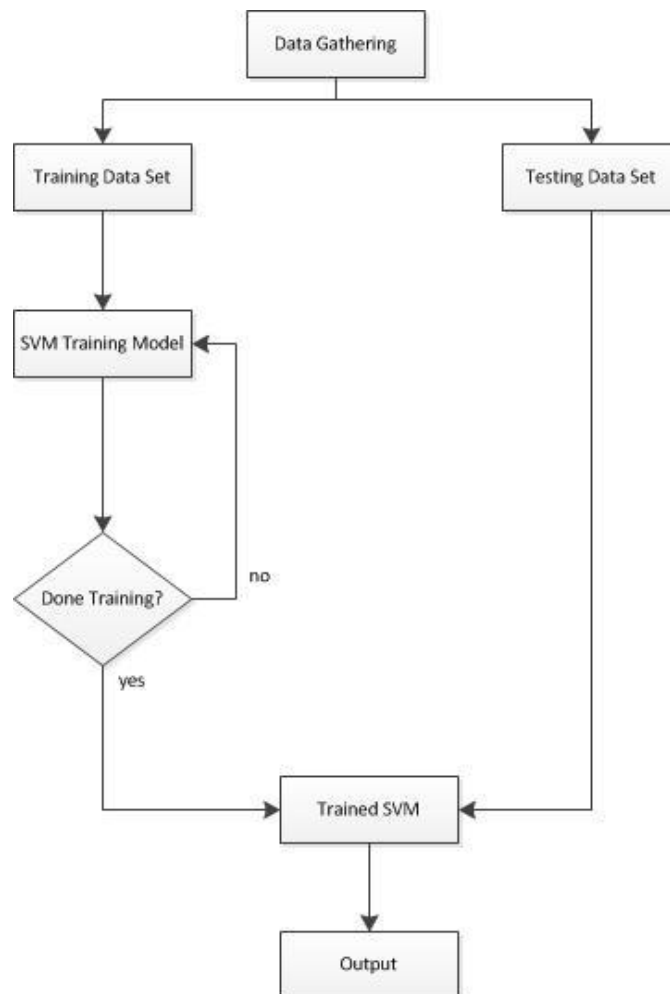 Data Gathering
Training Data Set
Testing Data Set
SVM Training Model
Done Training?
no
yes
Trained SVM
Output